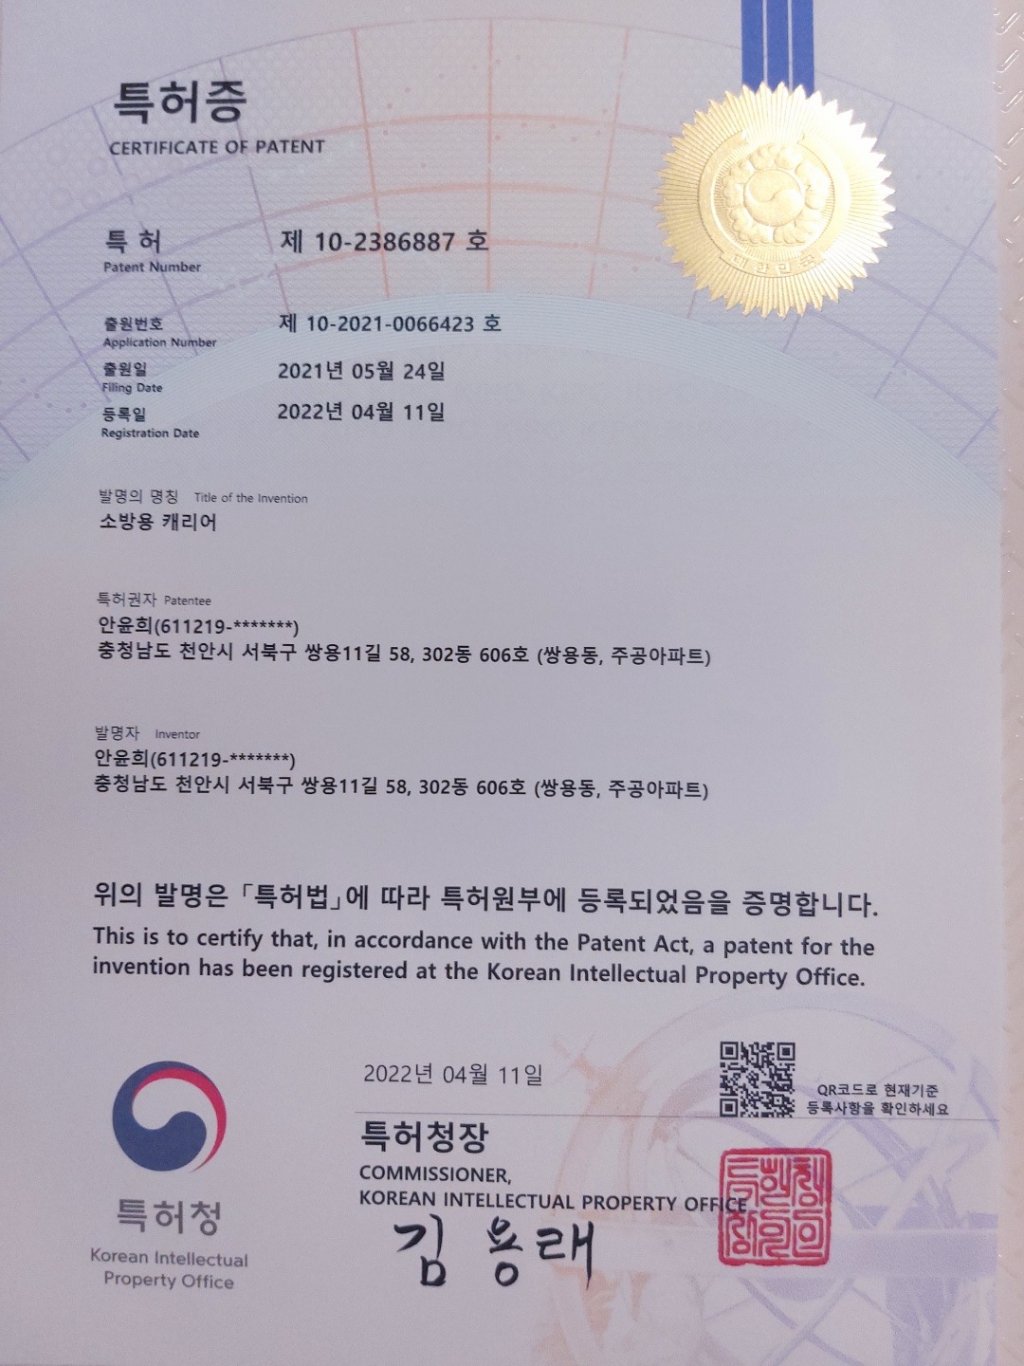 특허증
CERTIFICATE OF PATENT
특 허 제 10-2386887 호
Patent Number
출원번호 제 10-2021-0066423 호
Application Number
출원일 2021년 05월 24일
Filing Date
등록일 2022년 04월 11일
Registration Date
발명의 명칭 Title of the Invention
소방용 캐리어
특허권자 Patentee
안윤희(611219-*******)
충청남도 천안시 서북구 쌍용11길 58, 302동 606호 (쌍용동, 주공아파트)
발명자 Inventor
안윤희(611219-*******)
충청남도 천안시 서북구 쌍용11길 58, 302동 606호 (쌍용동, 주공아파트)
위의 발명은 「특허법」에 따라 특허원부에 등록되었음을 증명합니다.
This is to certify that, in accordance with the Patent Act, a patent for the
invention has been registered at the Korean Intellectual Property Office.
2022년 04월 11일
QR코드로 현재기준
등록사항을 확인하세요
특허청장
COMMISSIONER,
KOREAN INTELLECTUAL PROPERTY OFFICE
김용래
특허청
Korean Intellectual
Property Office
대한민국